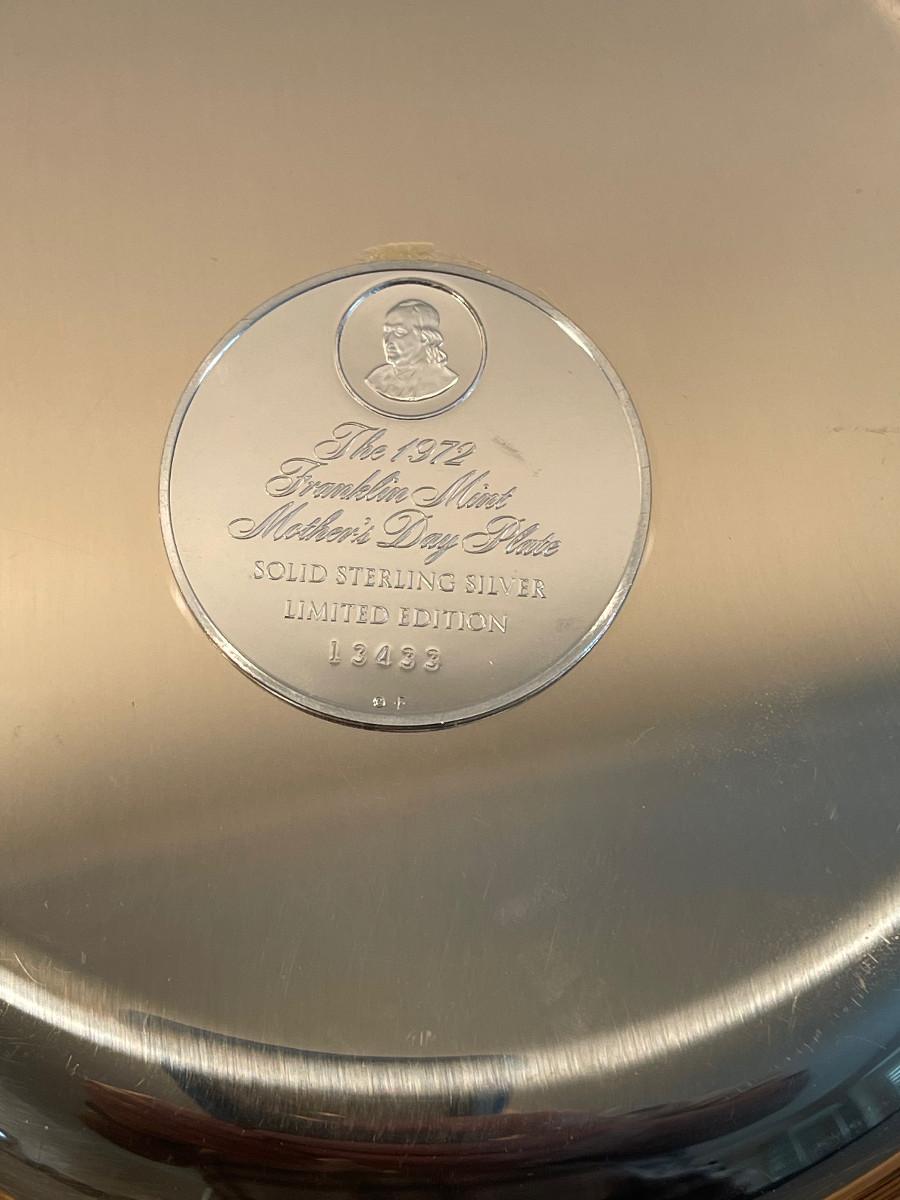 The 1972
Franklin Mint
Mother's Day Plate
SOLID STERLING SILVER
LIMITED EDITION
13433